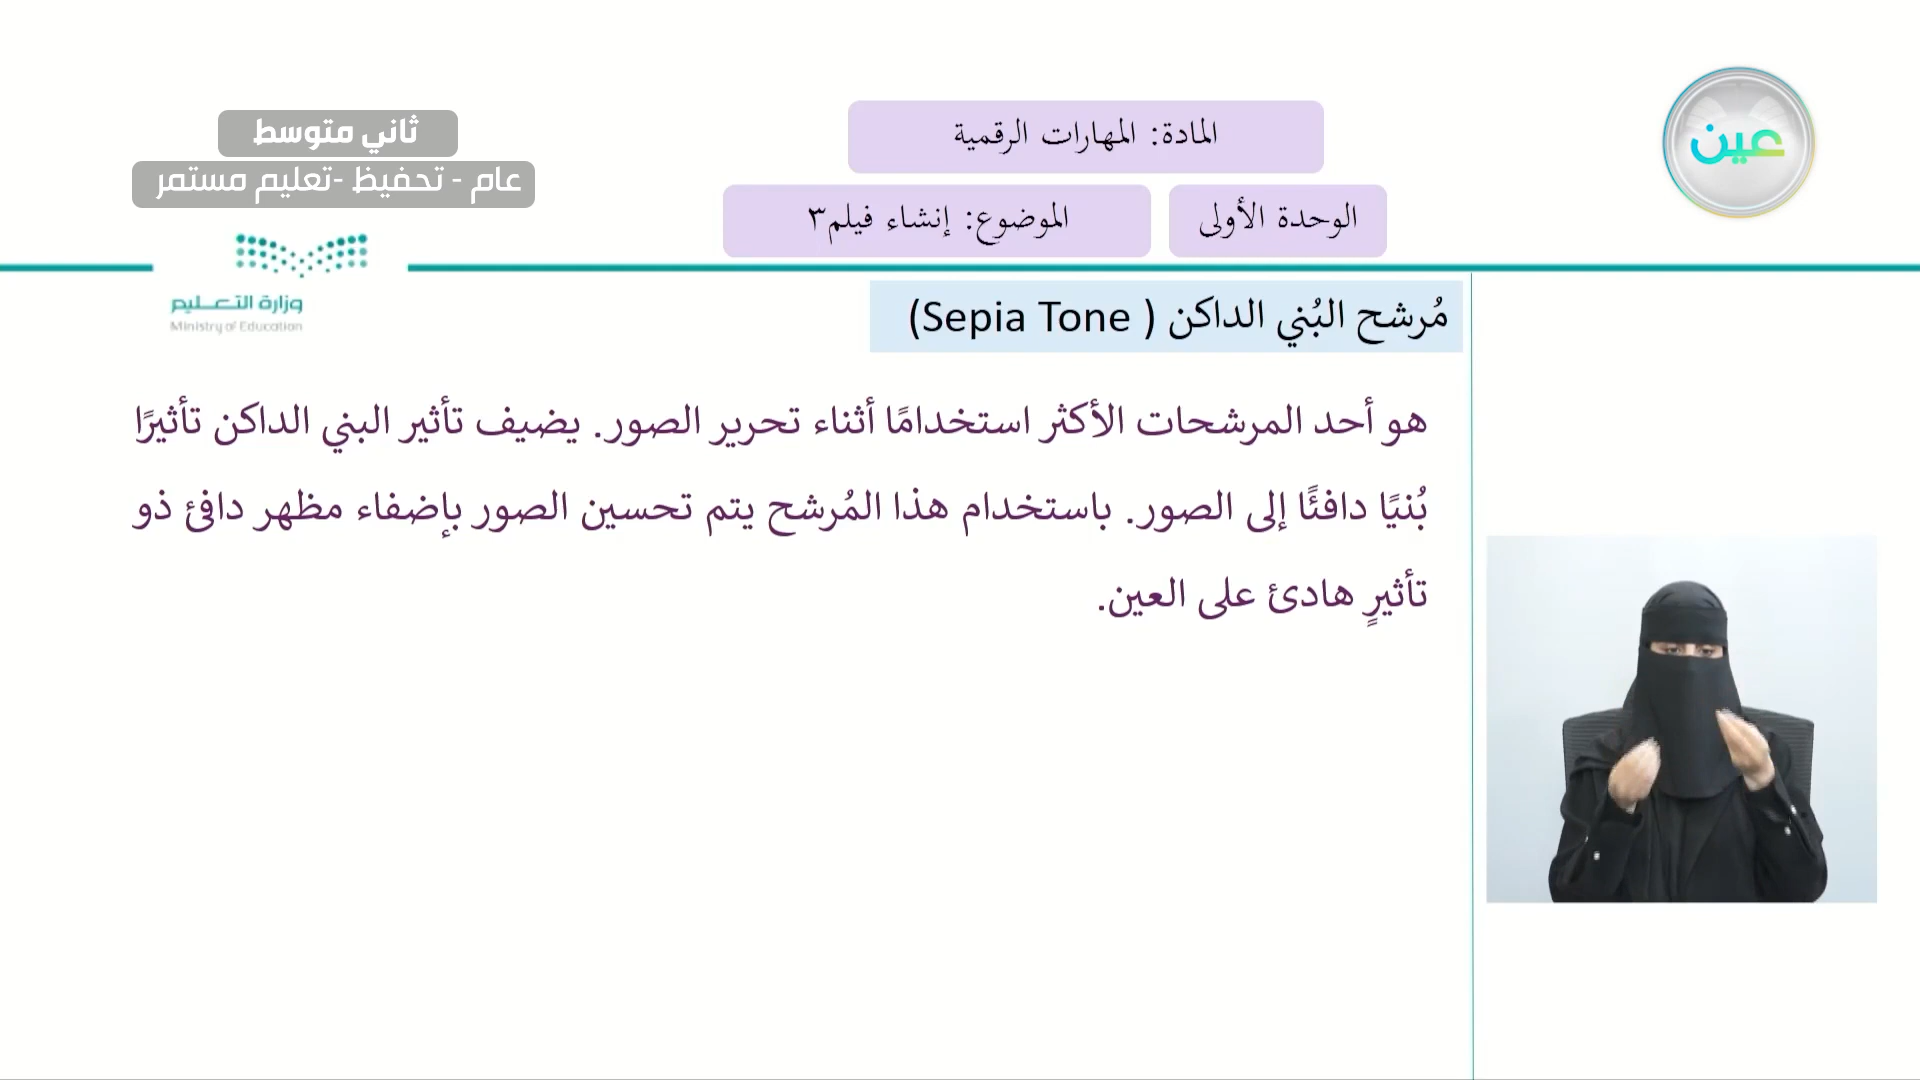 عين
المادة: المهارات الرقمية
الوحدة الأولى
الموضوع: إنشاء فيلم٣
ثاني متوسط
عام - تحفيظ -تعليم مستمر
وزارة التعليم
Ministry of Education
مُرشح البُني الداكن ( Sepia Tone)
هو أحد المرشحات الأكثر استخدامًا أثناء تحرير الصور. يضيف تأثير البني الداكن تأثيرًا
بُنيًا دافئًا إلى الصور. باستخدام هذا المُرشح يتم تحسين الصور بإضفاء مظهر دافئ ذو
تأثيرٍ هادئ على العين.